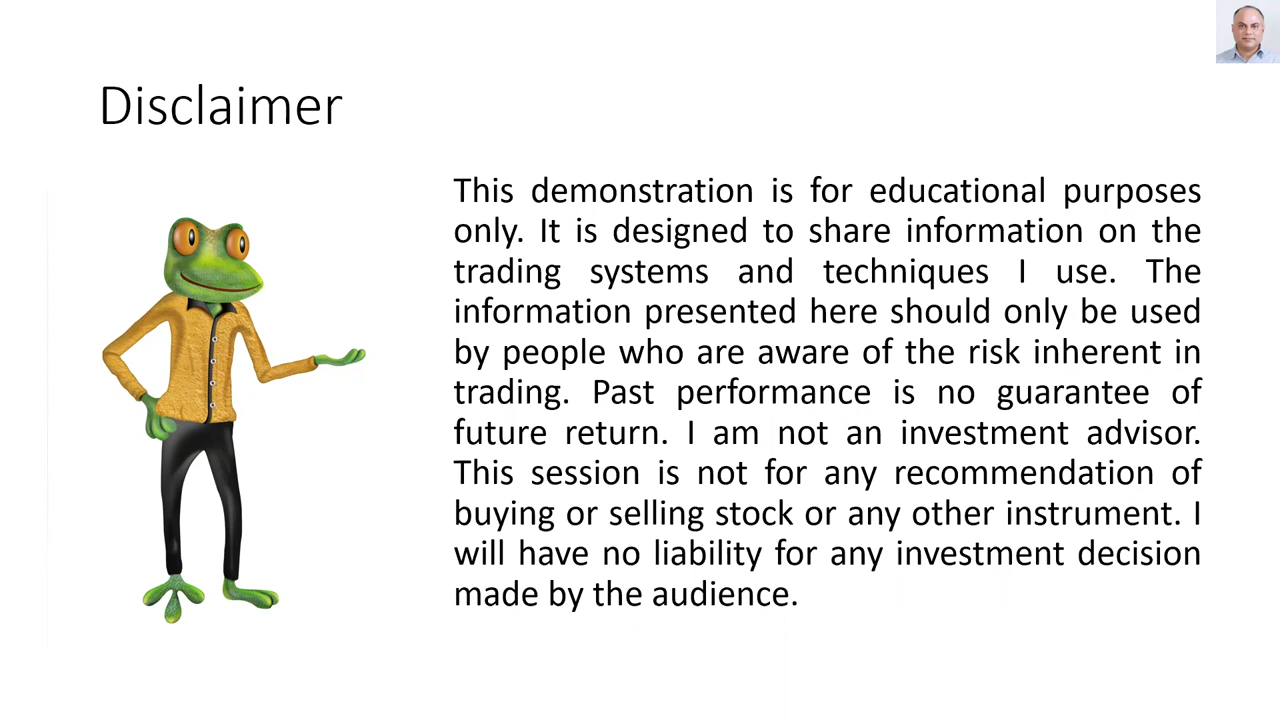 Disclaimer
This demonstration is for educational purposes
only. It is designed to share information on the
trading systems and techniques I use. The
information presented here should only be used
by people who are aware of the risk inherent in
trading. Past performance is no guarantee of
future return. I am not an investment advisor.
This session is not for any recommendation of
buying or selling stock or any other instrument. I
will have no liability for any investment decision
made by the audience.